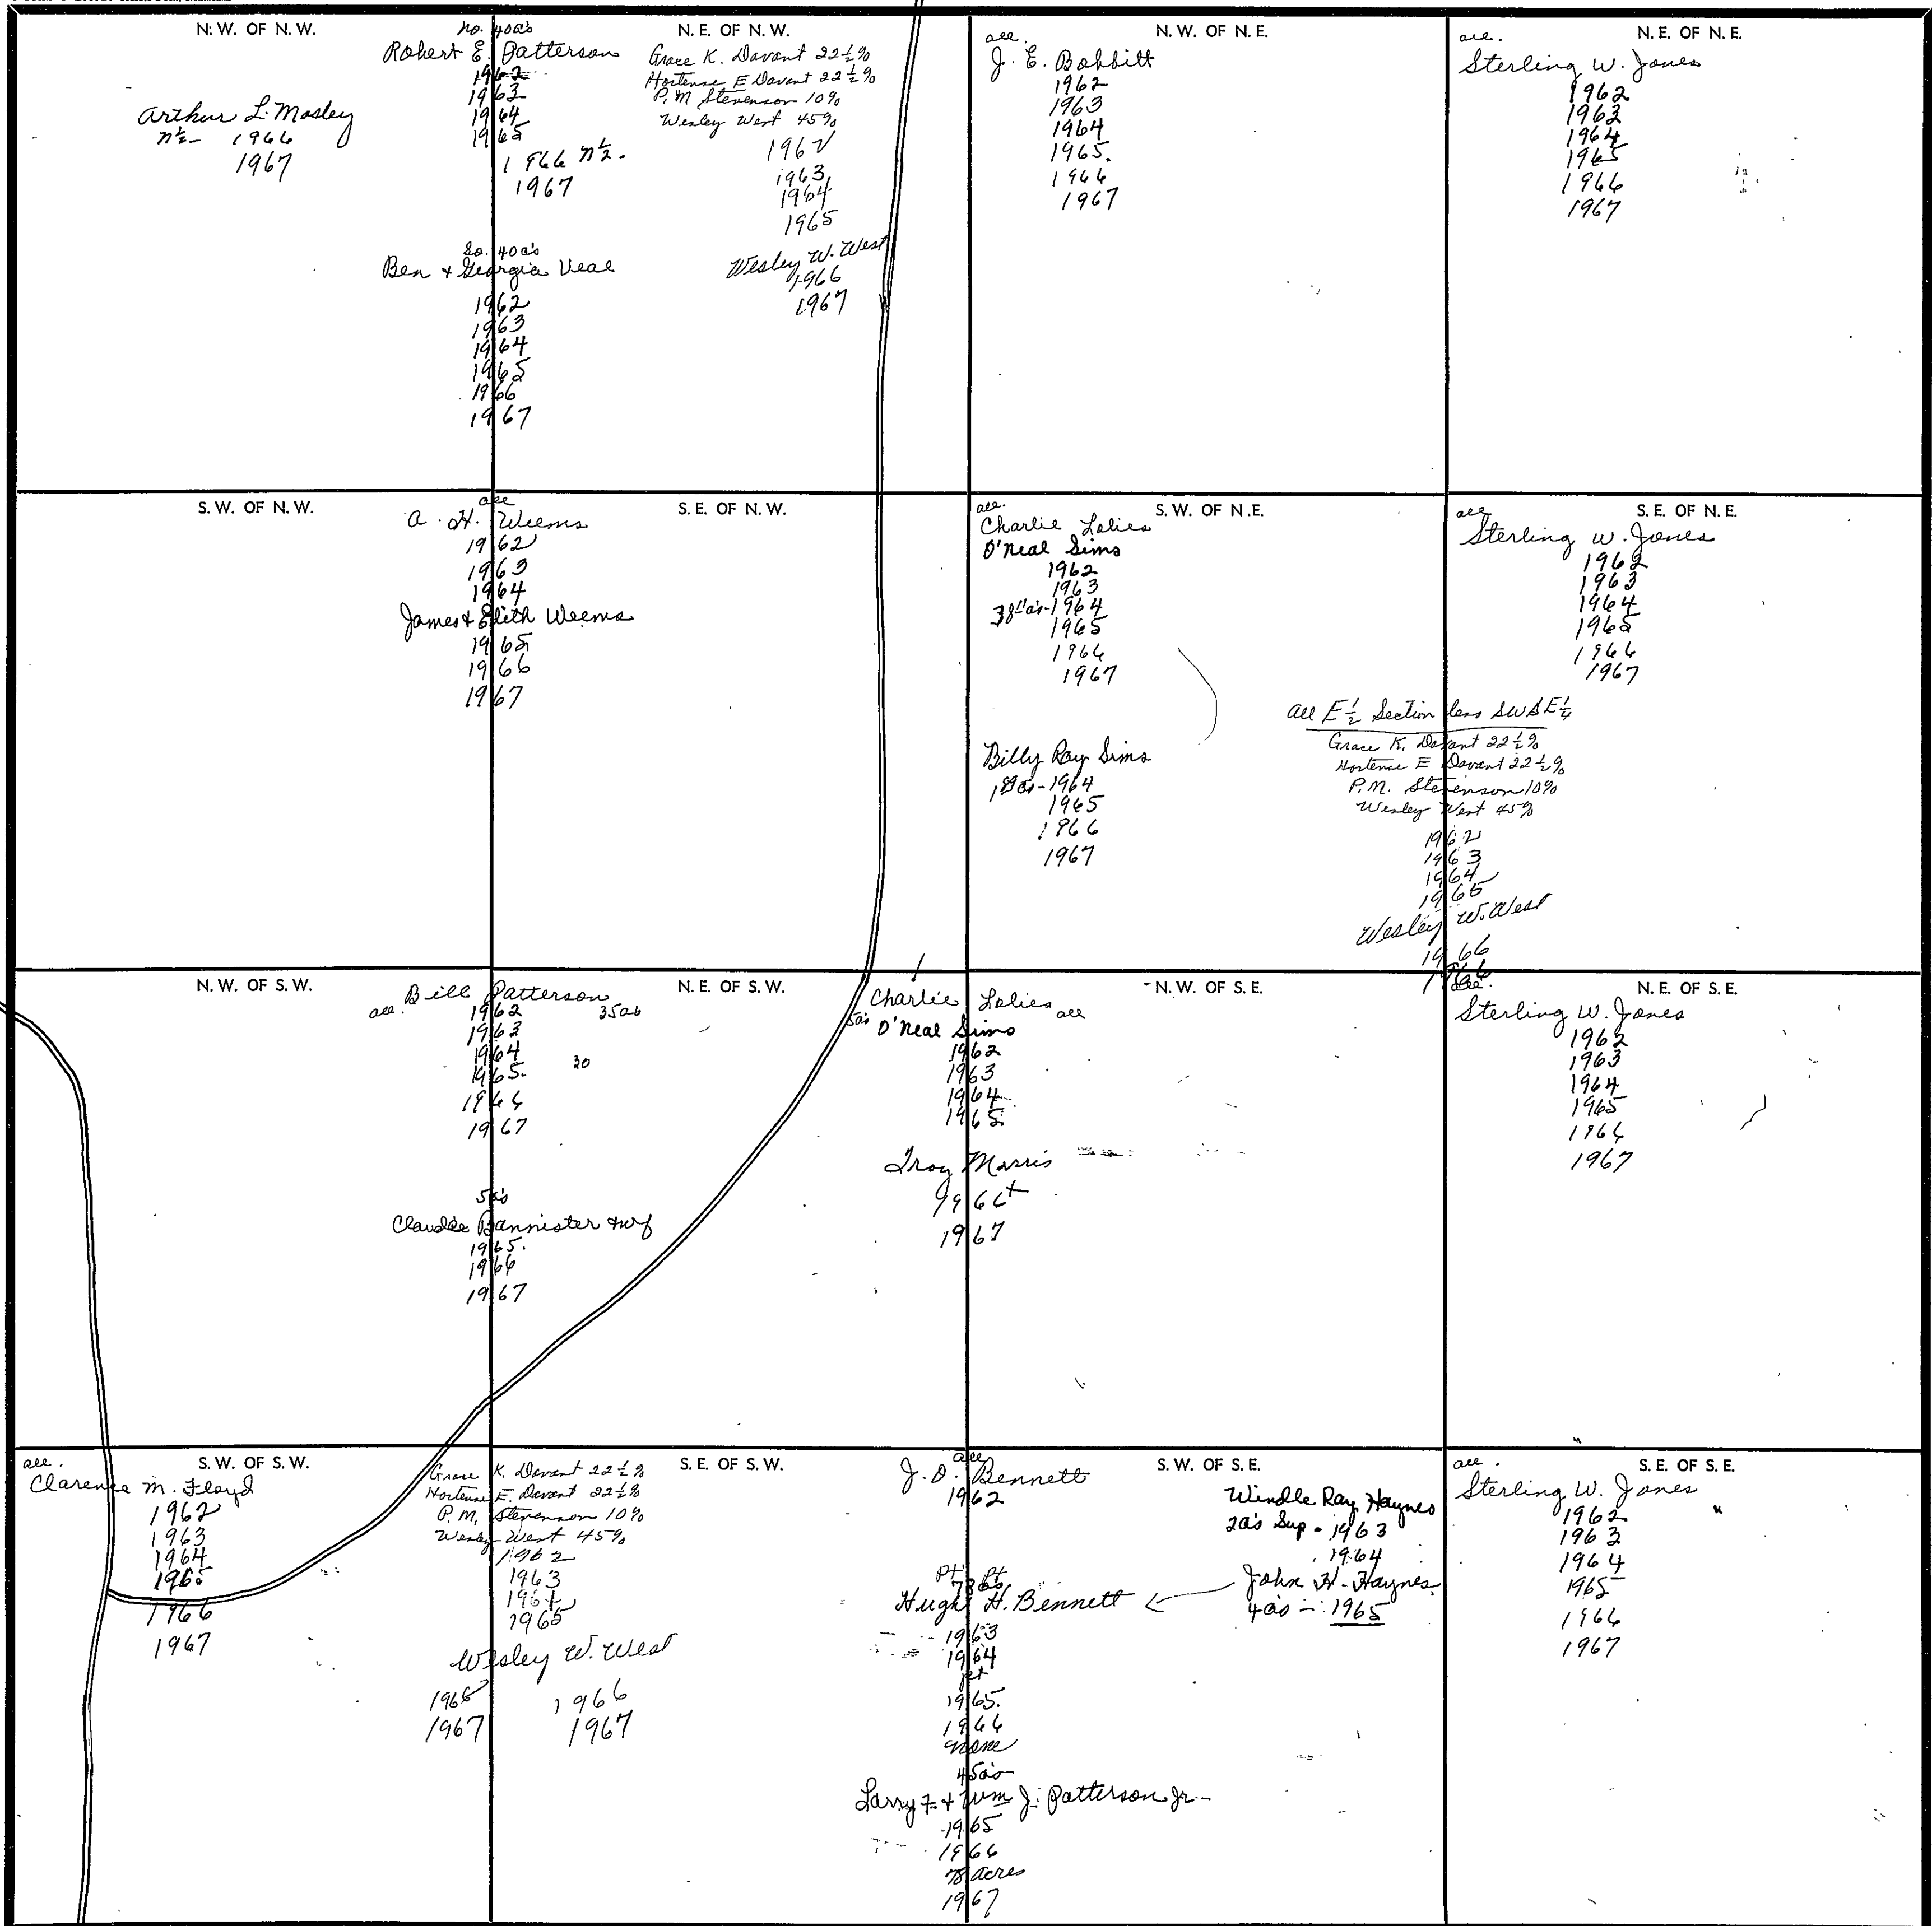 N. W. OF N. W.
Arthur L. Mosley
N½- 1966
1967
No. 40a's
Robert E. Patterson
1962
1963
1964
1965
1966 N½.
1967
So. 40a's
Ben & Georgia Veal
1962
1963
1964
1965
1966
1967
N. E. OF N. W.
Grace K. Davant 22½%
Hortense E Davant 22½%
P. M Stevenson 10%
Wesley West 45%
1962
1963
1964
1965
Wesley W. West
1966
1967
N. W. OF N. E.
all.
J. E. Bobbitt
1962
1963
1964
1965.
1966
1967
N. E. OF N. E.
all.
Sterling W. Jones
1962
1963
1964
1965
1966
1967
S. W. OF N. W.
all
A. H. Weems
1962
1963
1964
James & Edith Weems
1965
1966
1967
S. E. OF N. W.
S. W. OF N.E.
all.
Charlie Lolies
O'Neal Sims
1962
1963
a's-1964
1965
1966
1967
Billy Ray Sims
1964
1965
1966
1967
S. E. OF N. E.
all
Sterling W. Jones
1962
1963
1964
1965
1966
1967
All E½ Section less SWSE¼
Grace K. Davant 22½%
Hortense E Davant 22½%
P. M. Stevenson 10%
Wesley West 45%
1962
1963
1964
1965
Wesley W. West
1966
N. W. OF S. W.
Bill Patterson
all. 1962 35a's
1963
1964
1965. 30
1966
1967
5a's
Claudie Bannister & wf
1965.
1966
1967
N. E. OF S. W.
N. W. OF S. E.
Charlie Lolies all
5a's O'Neal Sims
1962
1963
1964
1965
Troy Morris
1966
1967
N. E. OF S. E.
all.
Sterling W. Jones
1962
1963
1964
1965
1966
1967
S. W. OF S. W.
all.
Clarence M. Floyd
1962
1963
1964
1965
1966
1967
S. E. OF S. W.
Grace K. Davant 22½%
Hortense E. Davant 22½%
P. M. Stevenson 10%
Wesley West 45%
1962
1963
1964
1965
Wesley W. West
1966 1966
1967 1967
S. W. OF S. E.
all
J. D. Bennett
1962
Windle Ray Haynes
2a's Sup - 1963
1964
John H. Haynes
4a's - 1965
Pt Pt
Hugh H. Bennett
1963
1964
1965.
1966
none
45a's
Larry F. & Wm J. Patterson Jr-
1965
1966
78 acres
1967
S. E. OF S. E.
all.
Sterling W. Jones
1962
1963
1964
1965
1966
1967